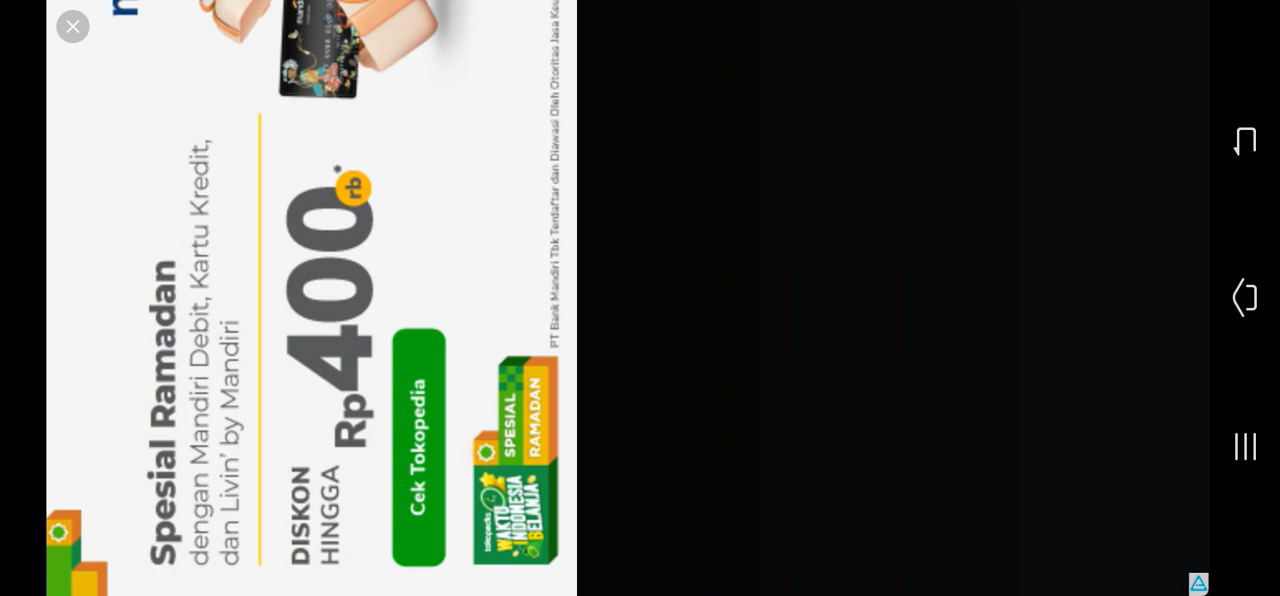 Spesial Ramadan
dengan Mandiri Debit, Kartu Kredit,
dan Livin' by Mandiri
DISKON
HINGGA
Rp400rb*
Cek Tokopedia
tokopedia
WAKTU
INDONESIA
BELANJA
SPESIAL
RAMADAN
PT Bank Mandiri Tbk Terdaftar dan Diawasi Oleh Otoritas Jasa Keu